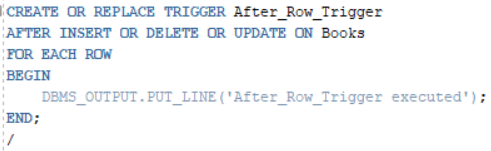 CREATE OR REPLACE TRIGGER After_Row_Trigger
AFTER INSERT OR DELETE OR UPDATE ON Books
FOR EACH ROW
BEGIN
    DBMS_OUTPUT.PUT_LINE('After_Row_Trigger executed');
END;
/